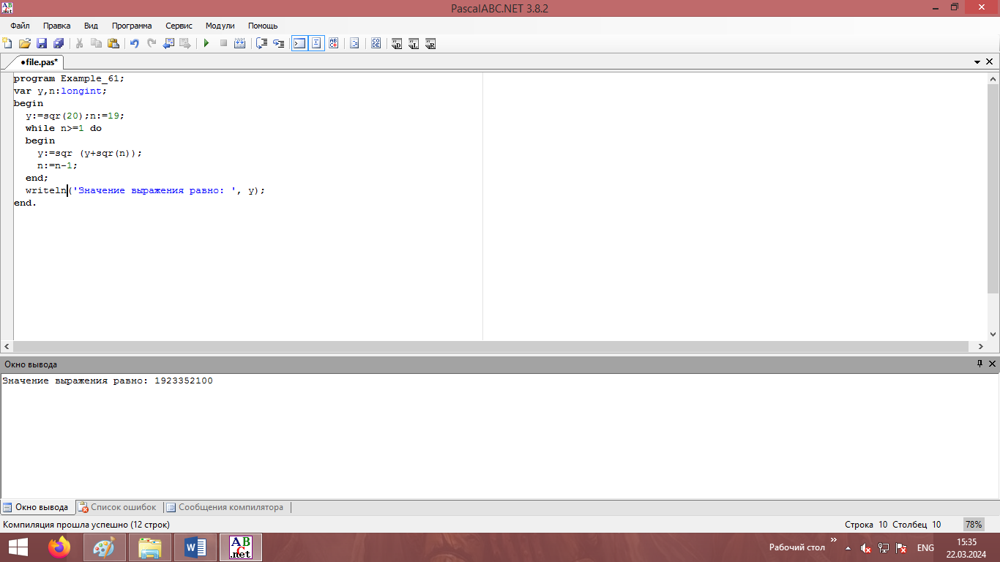 PascalABC.NET 3.8.2
Файл Правка Вид Программа Сервис Модули Помощь
•file.pas*
program Example_61;
var y,n:longint;
begin
y:=sqr(20);n:=19;
while n>=1 do
begin
y:=sqr (y+sqr(n));
n:=n-1;
end;
writeln('Значение выражения равно: ', y);
end.
Окно вывода
Значение выражения равно: 1923352100
Окно вывода Список ошибок Сообщения компилятора
Компиляция прошла успешно (12 строк) Строка 10 Столбец 10 78%
Рабочий стол ENG 15:35
22.03.2024